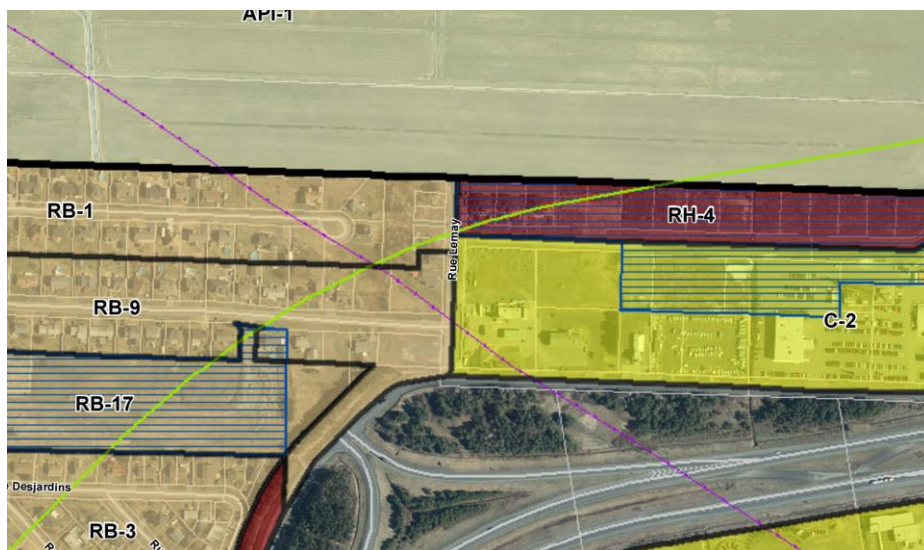 API-1
RB-1
RH-4
Rue Lemay
RB-9
C-2
RB-17
Desjardins
RB-3